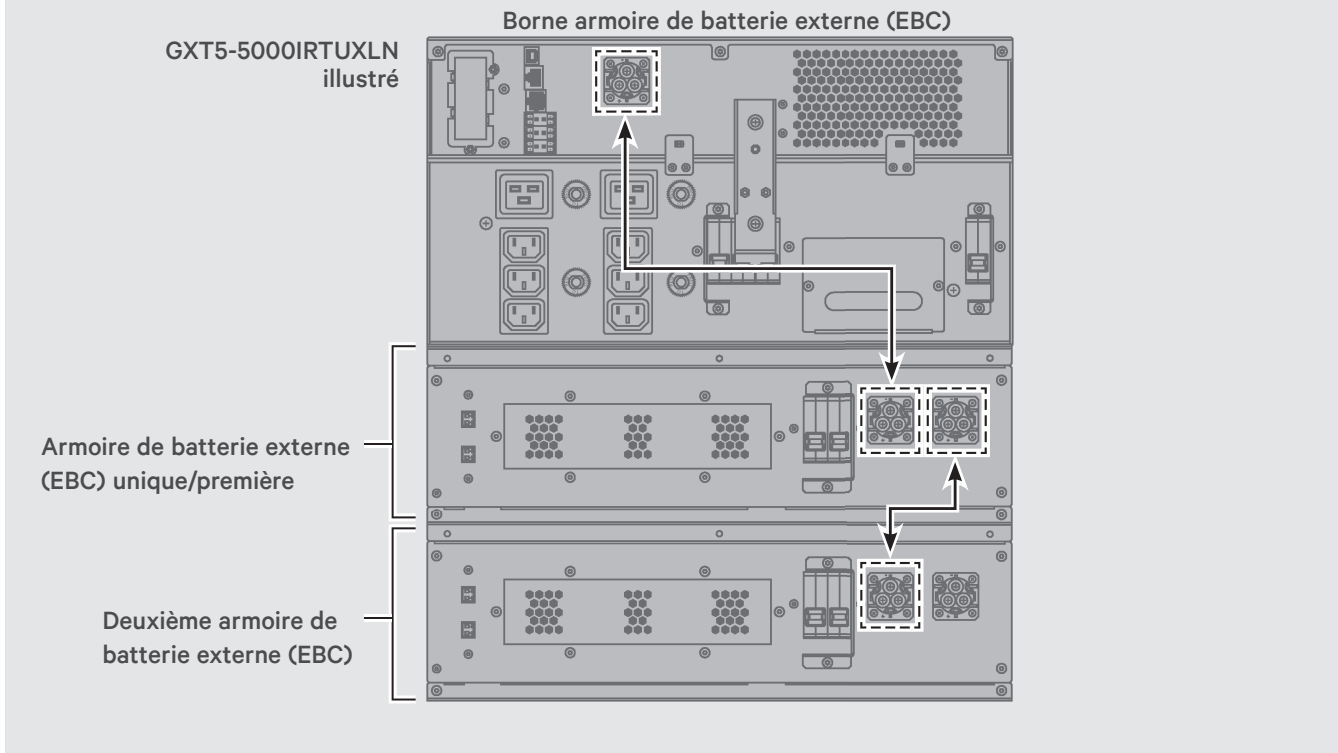 Borne armoire de batterie externe (EBC)
GXT5-5000IRTUXLN
illustré
Armoire de batterie externe
(EBC) unique/première
Deuxième armoire de
batterie externe (EBC)